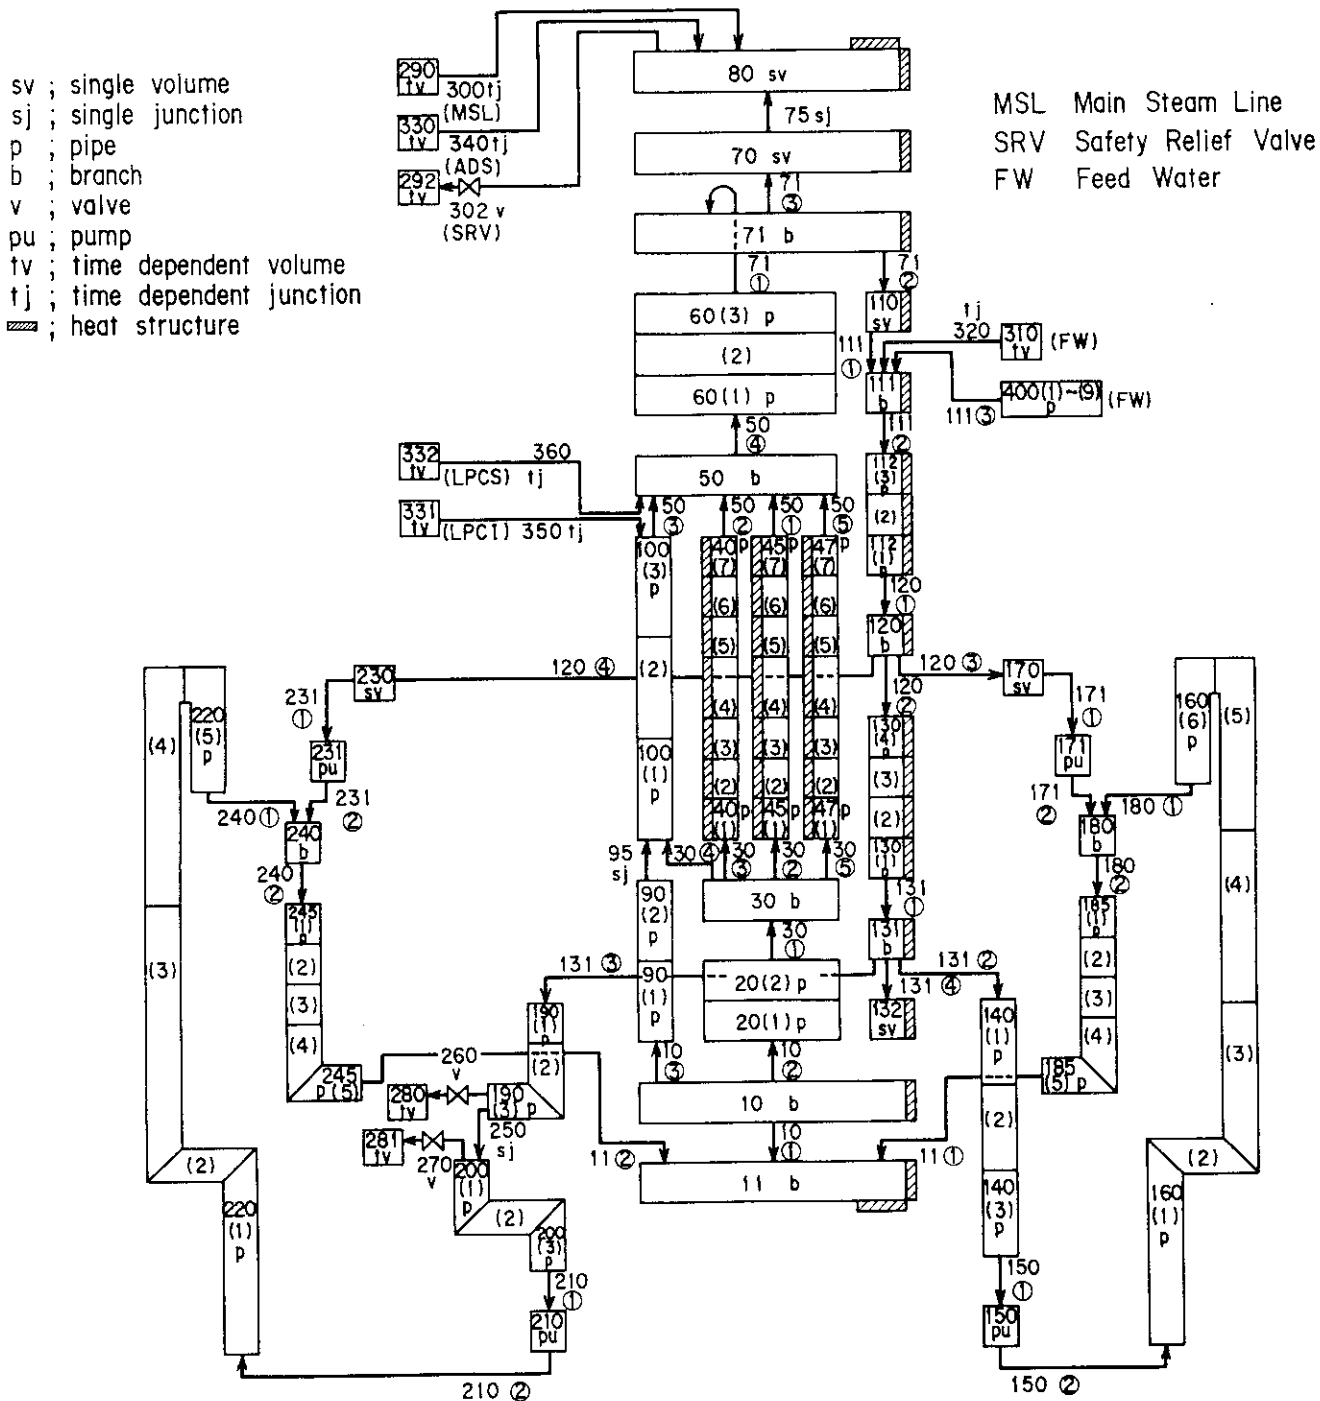 sv ; single volume
sj ; single junction
p ; pipe
b ; branch
v ; valve
pu ; pump
tv ; time dependent volume
tj ; time dependent junction
; heat structure
MSL Main Steam Line
SRV Safety Relief Valve
FW Feed Water
290
tv
300tj
(MSL)
330
tv
340tj
(ADS)
292
tv
302 v
(SRV)
80 sv
75 sj
70 sv
71
③
71 b
71
①
71
②
60(3) p
(2)
60(1) p
50
④
110
sv
111
①
tj
320
310
tv
(FW)
111
b
400(1)~(9)
p
(FW)
111③
111
②
332
tv
360
(LPCS) tj
331
tv
(LPCI) 350 tj
50 b
50
③
50
②
50
①
50
⑤
112
(3)
p
(2)
112
(1)
p
120
①
100
(3)
p
(2)
100
(1)
p
40
(7)
p
(6)
(5)
(4)
(3)
(2)
40
(1)
p
45
(7)
p
(6)
(5)
(4)
(3)
(2)
45
(1)
p
47
(7)
p
(6)
(5)
(4)
(3)
(2)
47
(1)
p
120
b
120 ④
120 ③
120
②
230
sv
231
①
231
pu
231
②
170
sv
171
①
171
pu
171
②
130
(4)
p
(3)
(2)
130
(1)
p
(4)
220
(5)
p
(3)
(2)
220
(1)
p
240①
240
b
240
②
245
(1)
p
(2)
(3)
(4)
245
p (5)
160
(6)
p
(5)
(4)
(3)
(2)
160
(1)
p
180 ①
180
b
180
②
185
(1)
p
(2)
(3)
(4)
185
(5) p
95
sj
30④
30
③
30
②
30
⑤
30 b
30
①
131
①
131
b
131 ③
131 ②
131
④
132
sv
90
(2)
p
90
(1)
p
20(2) p
20(1) p
10
③
10
②
10 b
10
①
11 ②
11 ①
11 b
190
(1)
p
(2)
190
(3) p
260
v
280
tv
250
sj
281
tv
270
v
200
(1)
p
(2)
200
(3)
p
210
①
210
pu
210 ②
140
(1)
p
(2)
140
(3)
p
150
①
150
pu
150 ②